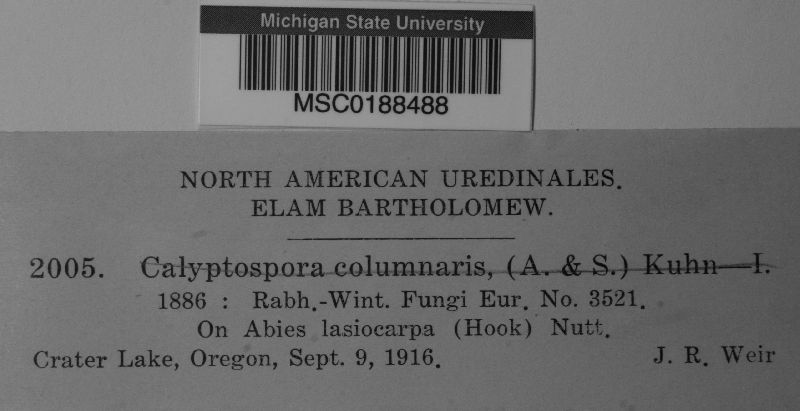 Michigan State University
MSC0188488
NORTH AMERICAN UREDINALES.
ELAM BARTHOLOMEW.
2005. Calyptospora columnaris, (A. & S.) Kuhn—I.
1886 : Rabh.-Wint. Fungi Eur. No. 3521.
On Abies lasiocarpa (Hook) Nutt.
Crater Lake, Oregon, Sept. 9, 1916. J. R. Weir